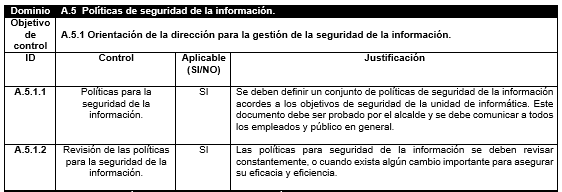 Dominio A.5 Políticas de seguridad de la información.
Objetivo de control A.5.1 Orientación de la dirección para la gestión de la seguridad de la información.
ID Control Aplicable (SI/NO) Justificación
A.5.1.1 Políticas para la seguridad de la información. SI Se deben definir un conjunto de políticas de seguridad de la información
acordes a los objetivos de seguridad de la unidad de informática. Este
documento debe ser probado por el alcalde y se debe comunicar a todos
los empleados y público en general.
A.5.1.2 Revisión de las políticas para la seguridad de la información. SI Las políticas para seguridad de la información se deben revisar
constantemente, o cuando exista algún cambio importante para asegurar
su eficacia y eficiencia.